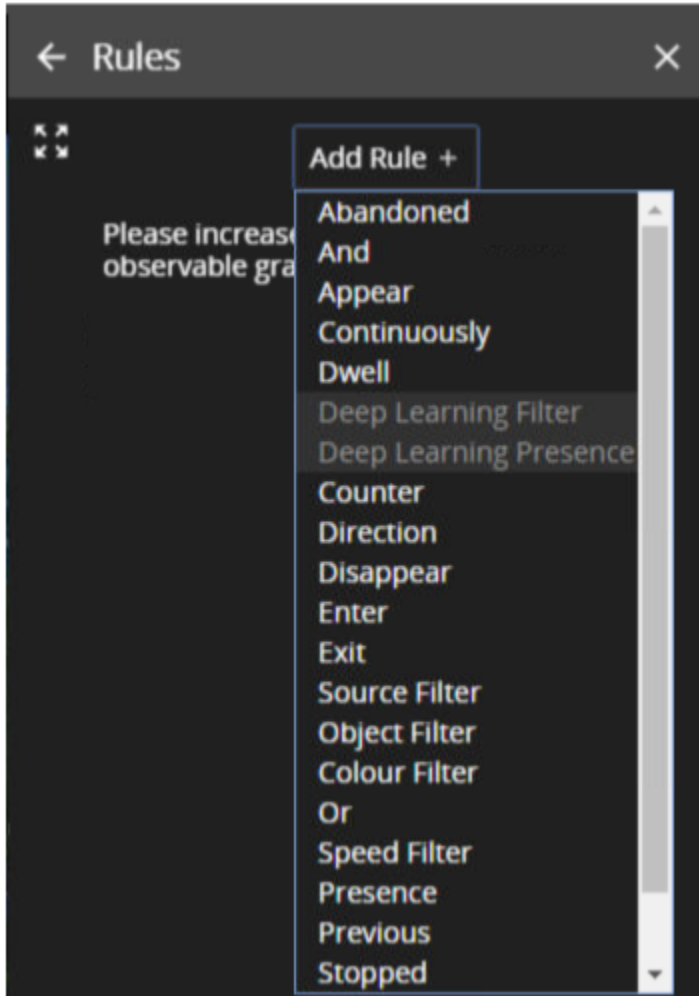 Rules
Add Rule +
Please increase
observable gra
Abandoned
And
Appear
Continuously
Dwell
Deep Learning Filter
Deep Learning Presence
Counter
Direction
Disappear
Enter
Exit
Source Filter
Object Filter
Colour Filter
Or
Speed Filter
Presence
Previous
Stopped